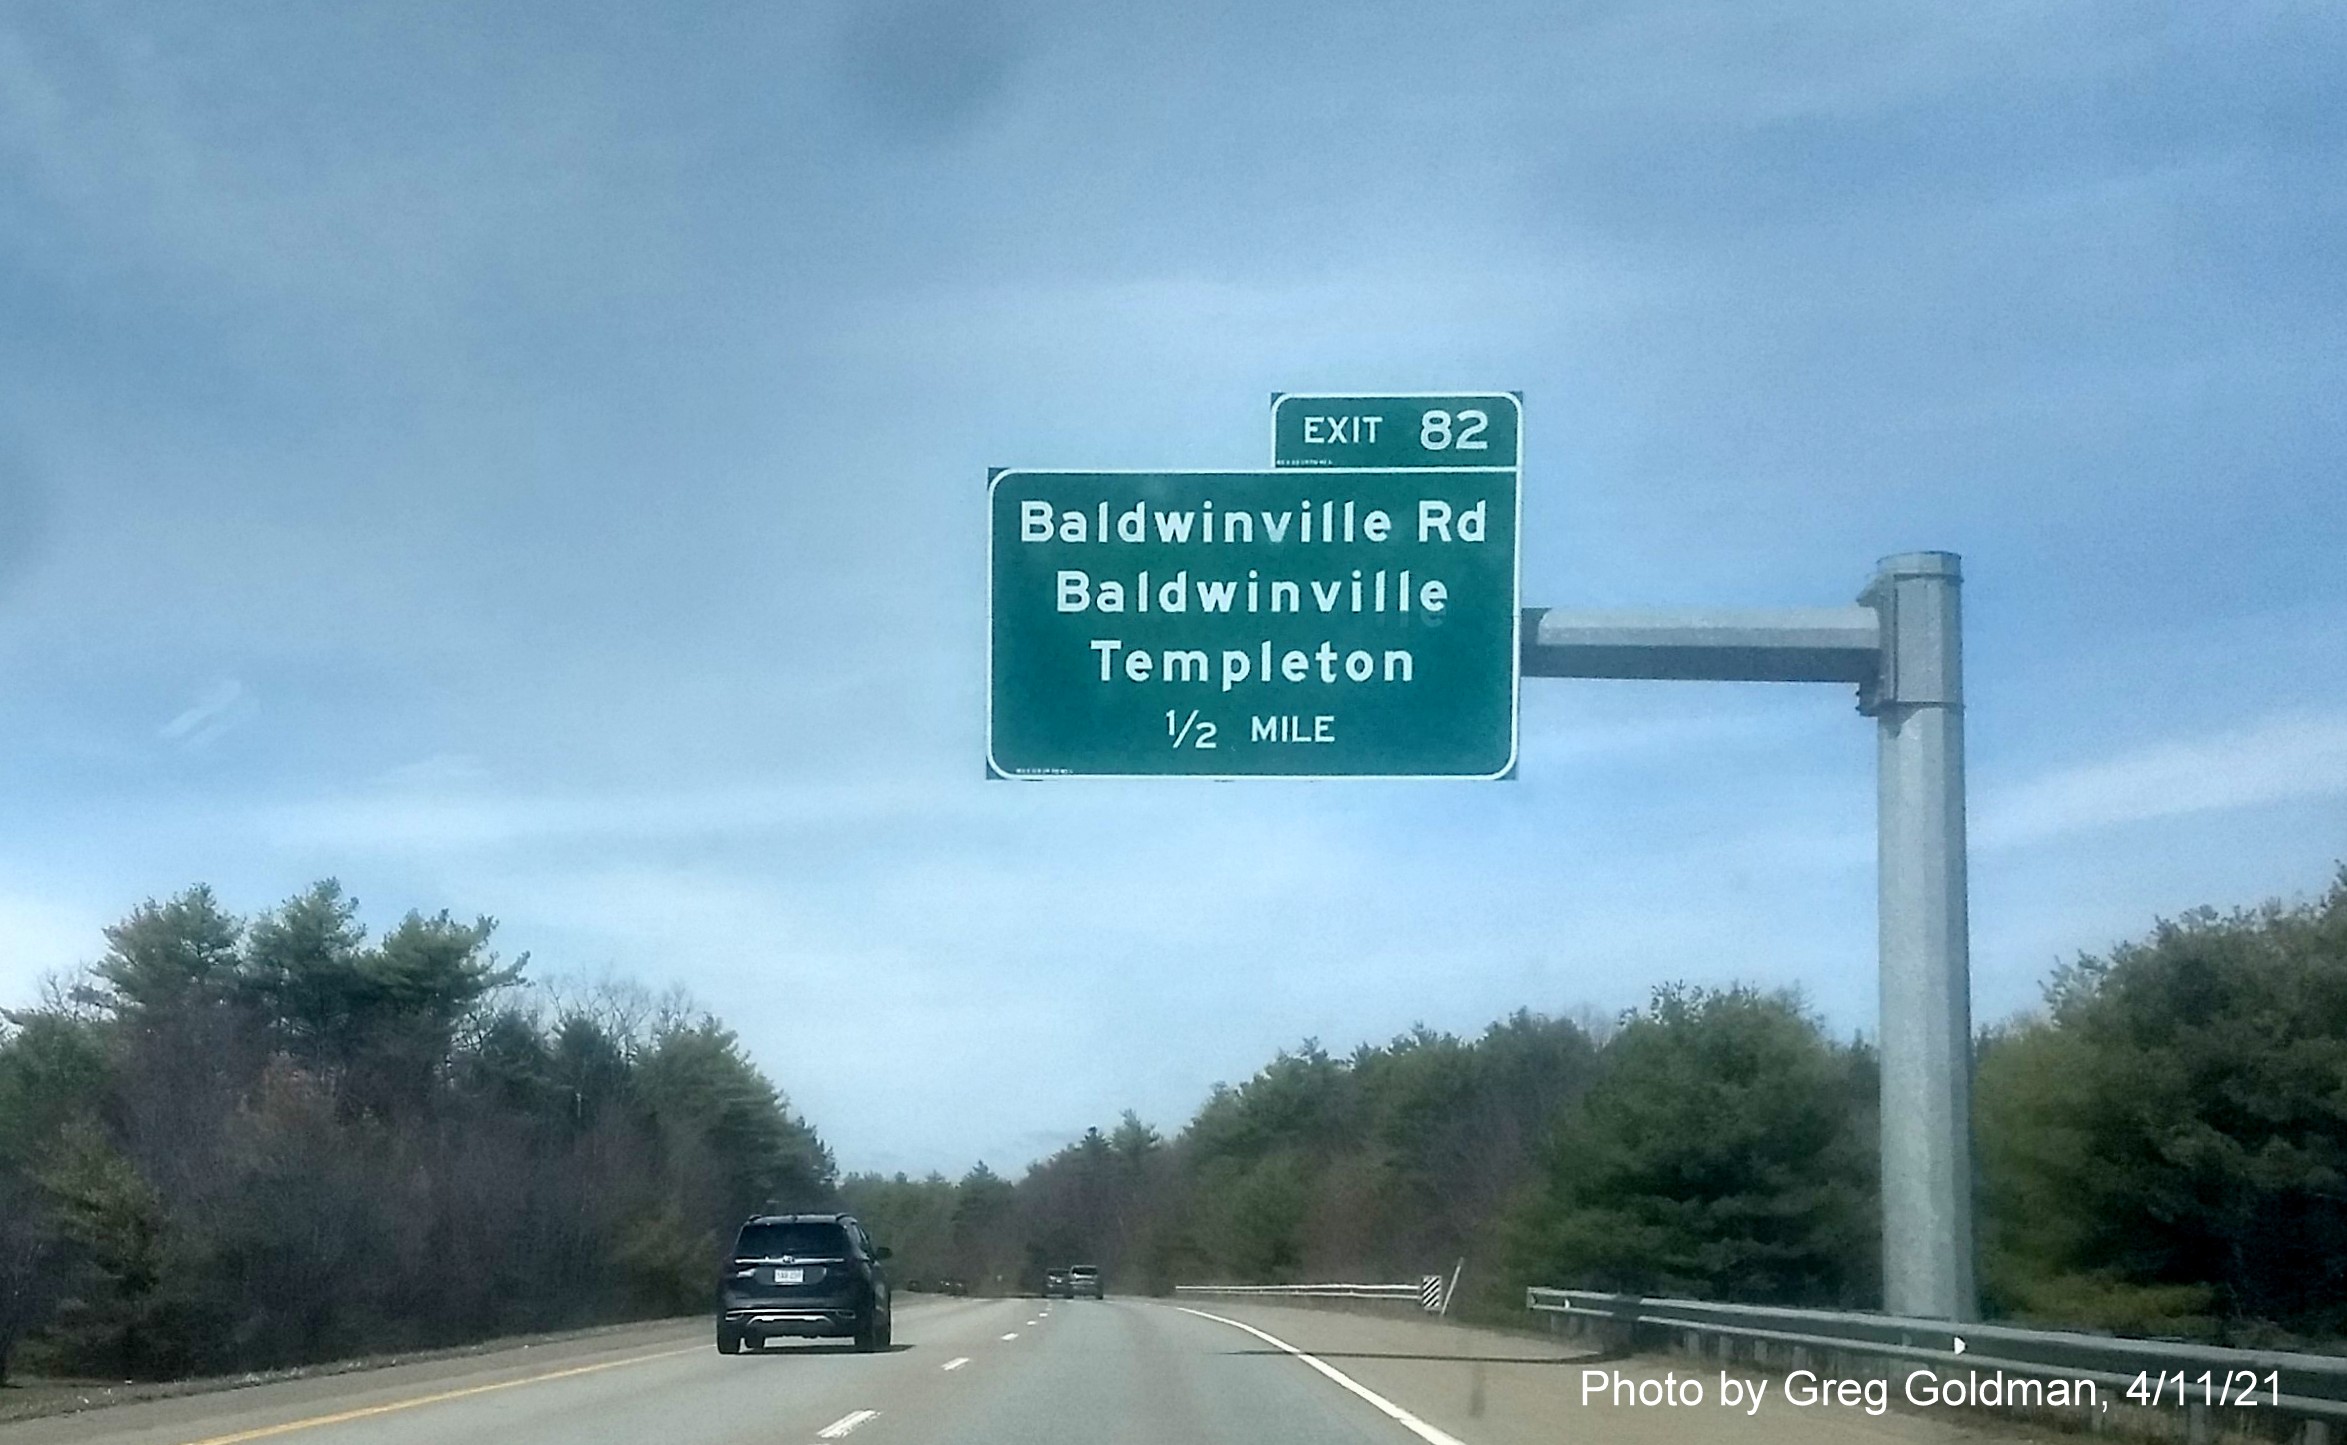 EXIT 82
Baldwinville Rd
Baldwinville
Templeton
1/2 MILE
Photo by Greg Goldman, 4/11/21